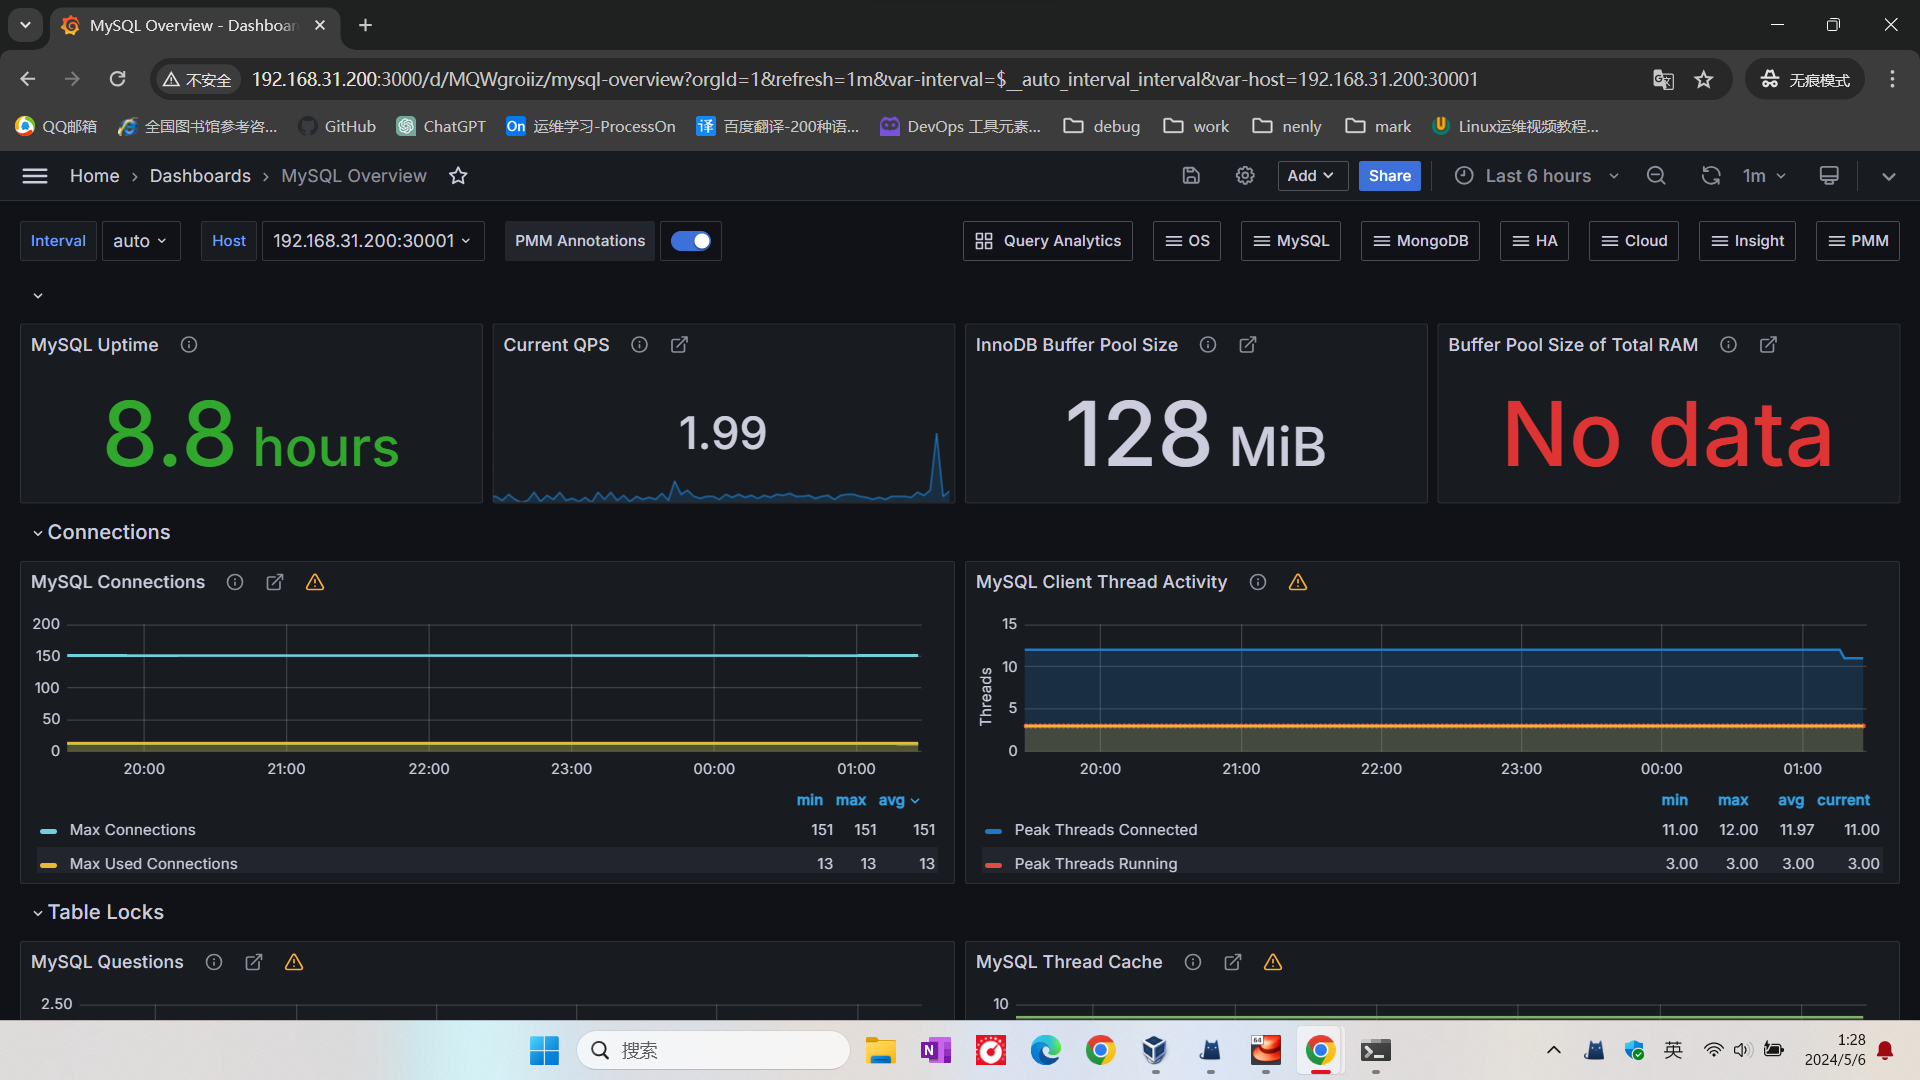 MySQL Overview - Dashboar
不安全 192.168.31.200:3000/d/MQWgroiiz/mysql-overview?orgId=1&refresh=1m&var-interval=$__auto_interval_interval&var-host=192.168.31.200:30001 无痕模式
QQ邮箱 全国图书馆参考咨... GitHub ChatGPT On 运维学习-ProcessOn 译 百度翻译-200种语... DevOps 工具元素... debug work nenly mark Linux运维视频教程...
Home › Dashboards › MySQL Overview Add Share Last 6 hours 1m
Interval auto Host 192.168.31.200:30001 PMM Annotations Query Analytics OS MySQL MongoDB HA Cloud Insight PMM
MySQL Uptime Current QPS InnoDB Buffer Pool Size Buffer Pool Size of Total RAM
8.8 hours 1.99 128 MiB No data
Connections
MySQL Connections
200
150
100
50
0
20:00 21:00 22:00 23:00 00:00 01:00
min max avg
Max Connections 151 151 151
Max Used Connections 13 13 13
MySQL Client Thread Activity
Threads
15
10
5
0
20:00 21:00 22:00 23:00 00:00 01:00
min max avg current
Peak Threads Connected 11.00 12.00 11.97 11.00
Peak Threads Running 3.00 3.00 3.00 3.00
Table Locks
MySQL Questions
2.50
MySQL Thread Cache
10
搜索 N 64 英 1:28
2024/5/6